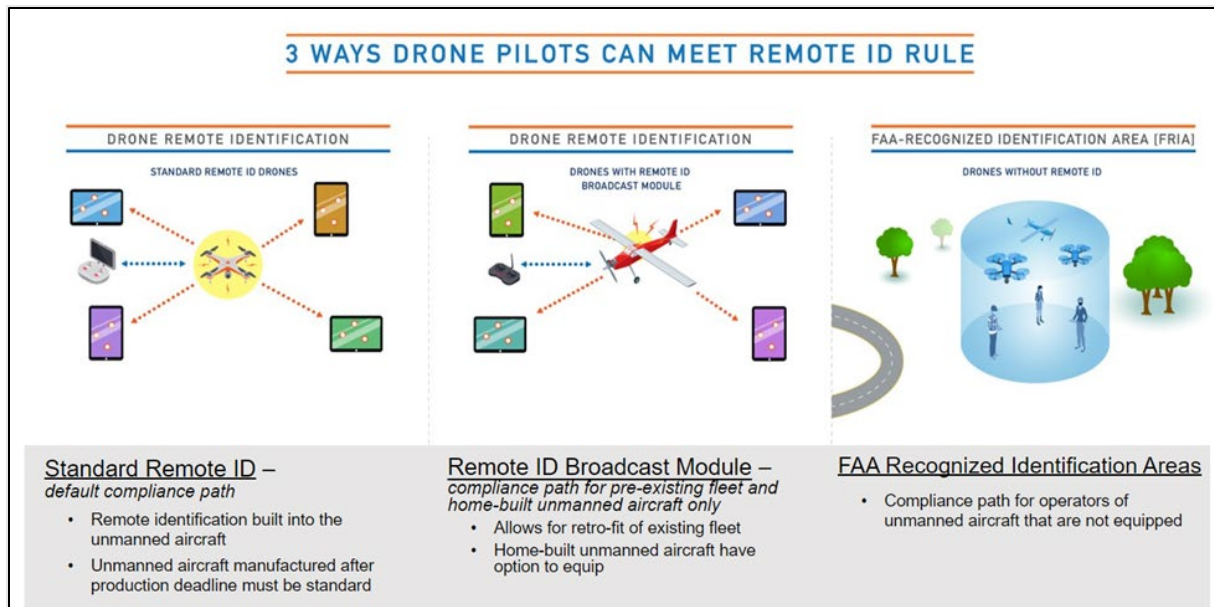 3 WAYS DRONE PILOTS CAN MEET REMOTE ID RULE
DRONE REMOTE IDENTIFICATION
STANDARD REMOTE ID DRONES
DRONE REMOTE IDENTIFICATION
DRONES WITH REMOTE ID
BROADCAST MODULE
FAA-RECOGNIZED IDENTIFICATION AREA [FRIA]
DRONES WITHOUT REMOTE ID
Standard Remote ID –
default compliance path
• Remote identification built into the
unmanned aircraft
• Unmanned aircraft manufactured after
production deadline must be standard
Remote ID Broadcast Module –
compliance path for pre-existing fleet and
home-built unmanned aircraft only
• Allows for retro-fit of existing fleet
• Home-built unmanned aircraft have
option to equip
FAA Recognized Identification Areas
• Compliance path for operators of
unmanned aircraft that are not equipped